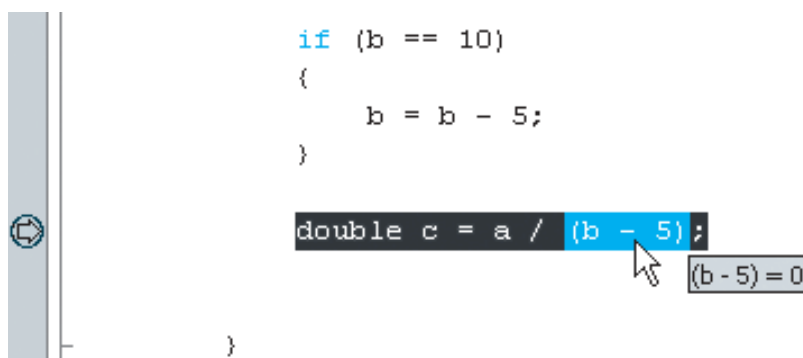 if (b == 10)
{
b = b - 5;
}
double c = a / (b - 5);
(b - 5) = 0
}